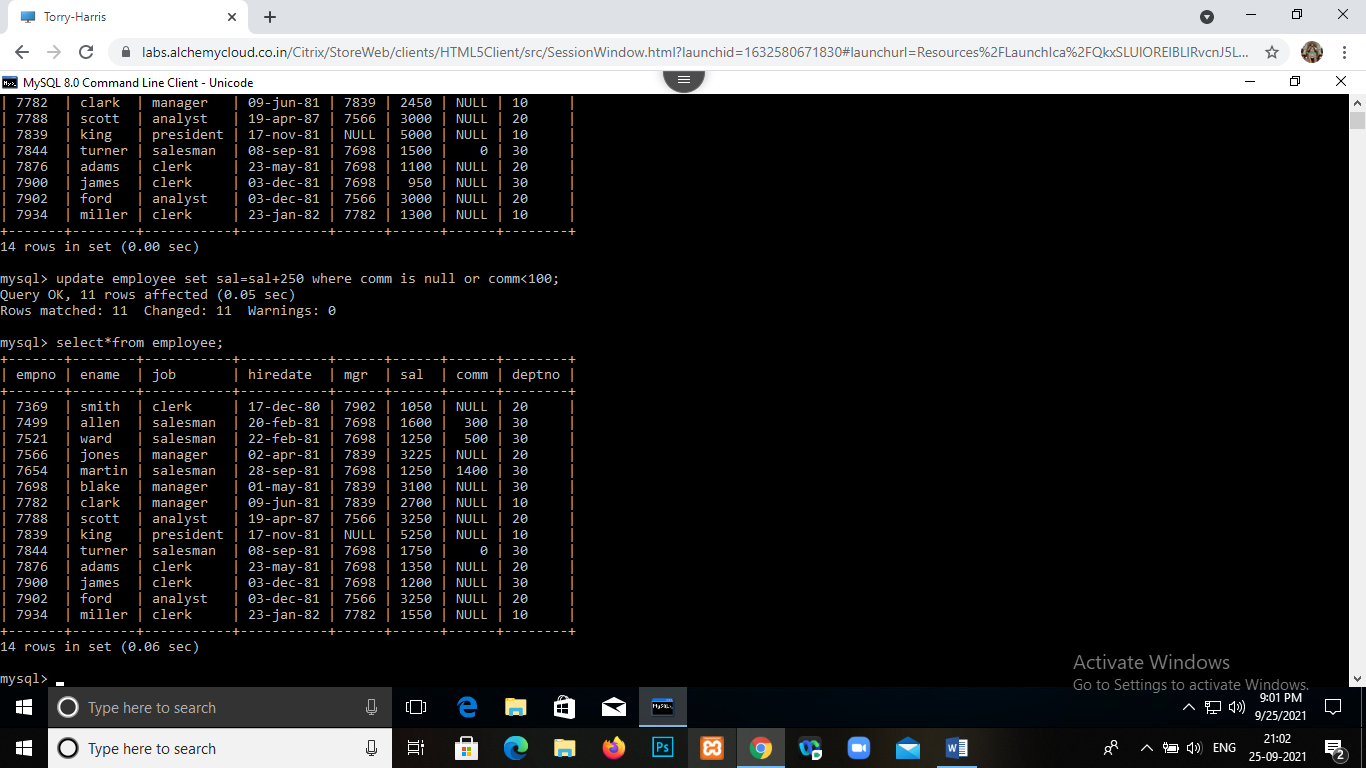 Torry-Harris
labs.alchemycloud.co.in/Citrix/StoreWeb/clients/HTML5Client/src/SessionWindow.html?launchid=1632580671830#launchurl=Resources%2FLaunchIca%2FQkxSLUlOREIBLlRvcnJ5L...
MySQL 8.0 Command Line Client - Unicode
| 7782 | clark | manager | 09-jun-81 | 7839 | 2450 | NULL | 10 |
| 7788 | scott | analyst | 19-apr-87 | 7566 | 3000 | NULL | 20 |
| 7839 | king | president | 17-nov-81 | NULL | 5000 | NULL | 10 |
| 7844 | turner | salesman | 08-sep-81 | 7698 | 1500 | 0 | 30 |
| 7876 | adams | clerk | 23-may-81 | 7698 | 1100 | NULL | 20 |
| 7900 | james | clerk | 03-dec-81 | 7698 | 950 | NULL | 30 |
| 7902 | ford | analyst | 03-dec-81 | 7566 | 3000 | NULL | 20 |
| 7934 | miller | clerk | 23-jan-82 | 7782 | 1300 | NULL | 10 |
+-------+--------+-----------+-----------+------+------+------+--------+
14 rows in set (0.00 sec)
mysql> update employee set sal=sal+250 where comm is null or comm<100;
Query OK, 11 rows affected (0.05 sec)
Rows matched: 11 Changed: 11 Warnings: 0
mysql> select*from employee;
+-------+--------+-----------+-----------+------+------+------+--------+
| empno | ename | job | hiredate | mgr | sal | comm | deptno |
+-------+--------+-----------+-----------+------+------+------+--------+
| 7369 | smith | clerk | 17-dec-80 | 7902 | 1050 | NULL | 20 |
| 7499 | allen | salesman | 20-feb-81 | 7698 | 1600 | 300 | 30 |
| 7521 | ward | salesman | 22-feb-81 | 7698 | 1250 | 500 | 30 |
| 7566 | jones | manager | 02-apr-81 | 7839 | 3225 | NULL | 20 |
| 7654 | martin | salesman | 28-sep-81 | 7698 | 1250 | 1400 | 30 |
| 7698 | blake | manager | 01-may-81 | 7839 | 3100 | NULL | 30 |
| 7782 | clark | manager | 09-jun-81 | 7839 | 2700 | NULL | 10 |
| 7788 | scott | analyst | 19-apr-87 | 7566 | 3250 | NULL | 20 |
| 7839 | king | president | 17-nov-81 | NULL | 5250 | NULL | 10 |
| 7844 | turner | salesman | 08-sep-81 | 7698 | 1750 | 0 | 30 |
| 7876 | adams | clerk | 23-may-81 | 7698 | 1350 | NULL | 20 |
| 7900 | james | clerk | 03-dec-81 | 7698 | 1200 | NULL | 30 |
| 7902 | ford | analyst | 03-dec-81 | 7566 | 3250 | NULL | 20 |
| 7934 | miller | clerk | 23-jan-82 | 7782 | 1550 | NULL | 10 |
+-------+--------+-----------+-----------+------+------+------+--------+
14 rows in set (0.06 sec)
mysql>
Activate Windows
Go to Settings to activate Windows.
Type here to search
9:01 PM
9/25/2021
Type here to search
Ps
ENG
21:02
25-09-2021
2